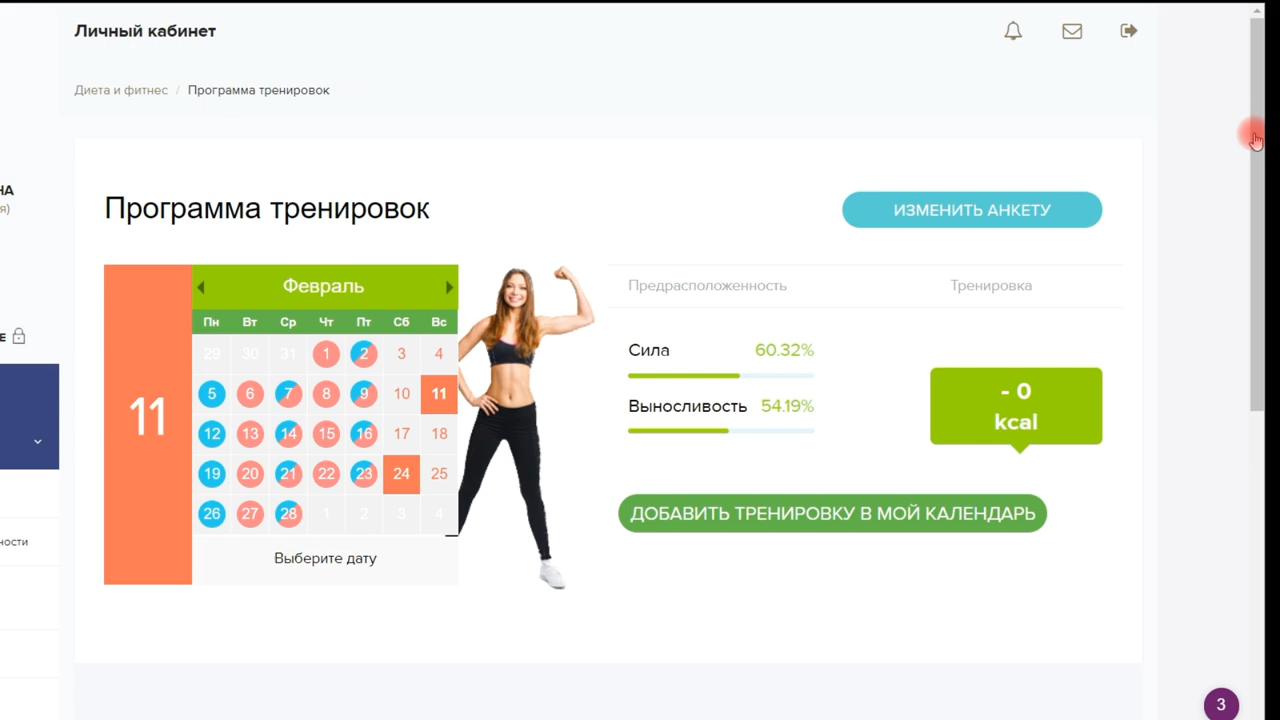 Личный кабинет
Диета и фитнес / Программа тренировок
НА
я)
Е
ности
Программа тренировок
ИЗМЕНИТЬ АНКЕТУ
11
Февраль
Пн Вт Ср Чт Пт Сб Вс
29 30 31 1 2 3 4
5 6 7 8 9 10 11
12 13 14 15 16 17 18
19 20 21 22 23 24 25
26 27 28 1 2 3 4
Выберите дату
Предрасположенность
Тренировка
Сила 60.32%
Выносливость 54.19%
- 0
kcal
ДОБАВИТЬ ТРЕНИРОВКУ В МОЙ КАЛЕНДАРЬ
3